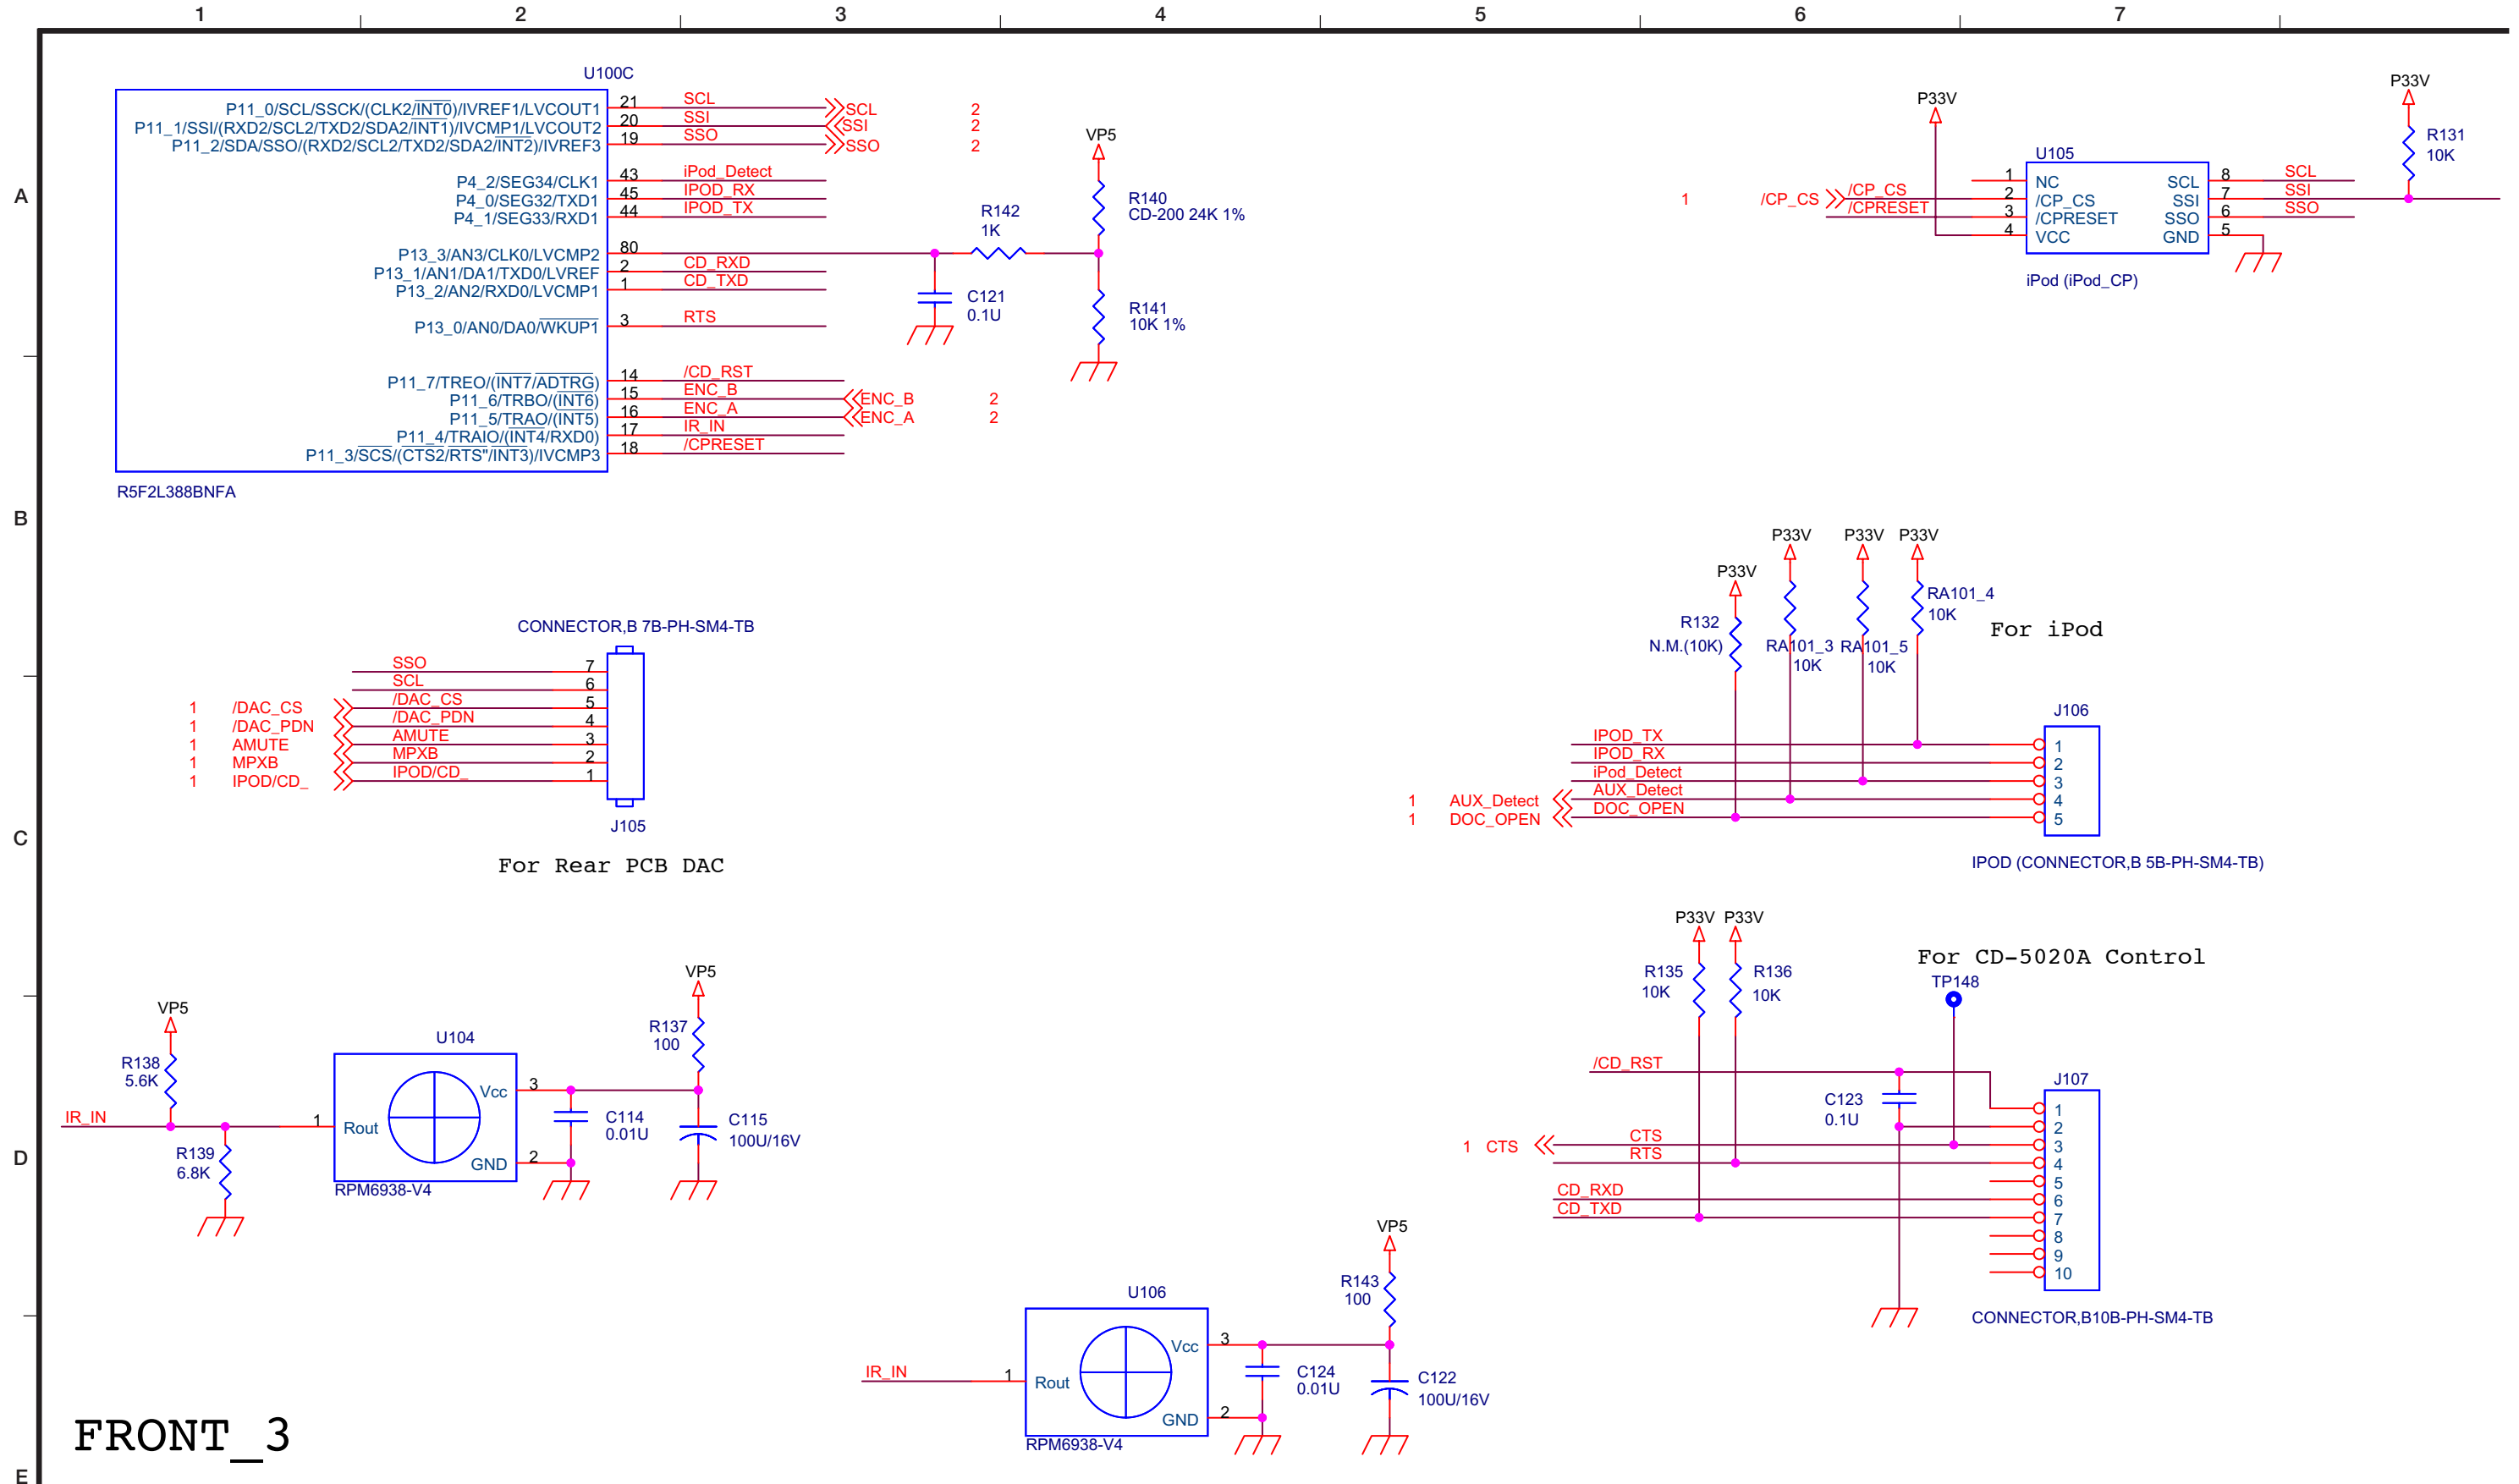 1 2 3 4 5 6 7
A
B
C
D
E
U100C
P11_0/SCL/SSCK/(CLK2/INT0)/IVREF1/LVCOUT1 21 SCL SCL 2
P11_1/SSI/(RXD2/SCL2/TXD2/SDA2/INT1)/IVCMP1/LVCOUT2 20 SSI SSI 2
P11_2/SDA/SSO/(RXD2/SCL2/TXD2/SDA2/INT2)/IVREF3 19 SSO SSO 2
P4_2/SEG34/CLK1 43 iPod_Detect
P4_0/SEG32/TXD1 45 IPOD_RX
P4_1/SEG33/RXD1 44 IPOD_TX
P13_3/AN3/CLK0/LVCMP2 80
P13_1/AN1/DA1/TXD0/LVREF 2 CD_RXD
P13_2/AN2/RXD0/LVCMP1 1 CD_TXD
P13_0/AN0/DA0/WKUP1 3 RTS
P11_7/TREO/(INT7/ADTRG) 14 /CD_RST
P11_6/TRBO/(INT6) 15 ENC_B ENC_B 2
P11_5/TRAO/(INT5) 16 ENC_A ENC_A 2
P11_4/TRAIO/(INT4/RXD0) 17 IR_IN
P11_3/SCS/(CTS2/RTS"/INT3)/IVCMP3 18 /CPRESET
R5F2L388BNFA
R142
1K
C121
0.1U
VP5
R140
CD-200 24K 1%
R141
10K 1%
P33V
U105
1 NC SCL 8 SCL
1 /CP_CS /CP_CS 2 /CP_CS SSI 7 SSI
/CPRESET 3 /CPRESET SSO 6 SSO
4 VCC GND 5
iPod (iPod_CP)
P33V
R131
10K
CONNECTOR,B 7B-PH-SM4-TB
SSO 7
SCL 6
1 /DAC_CS /DAC_CS 5
1 /DAC_PDN /DAC_PDN 4
1 AMUTE AMUTE 3
1 MPXB MPXB 2
1 IPOD/CD_ IPOD/CD_ 1
J105
For Rear PCB DAC
P33V P33V P33V
P33V
R132
N.M.(10K)
RA101_3
10K
RA101_5
10K
RA101_4
10K
For iPod
J106
IPOD_TX 1
IPOD_RX 2
iPod_Detect 3
1 AUX_Detect AUX_Detect 4
1 DOC_OPEN DOC_OPEN 5
IPOD (CONNECTOR,B 5B-PH-SM4-TB)
P33V P33V
R135
10K
R136
10K
For CD-5020A Control
TP148
/CD_RST
C123
0.1U
J107
1
2
1 CTS CTS 3
RTS 4
5
CD_RXD 6
CD_TXD 7
8
9
10
CONNECTOR,B10B-PH-SM4-TB
VP5
R138
5.6K
IR_IN
R139
6.8K
U104
1 Rout
Vcc 3
GND 2
RPM6938-V4
VP5
R137
100
C114
0.01U
C115
100U/16V
IR_IN
U106
1 Rout
Vcc 3
GND 2
RPM6938-V4
VP5
R143
100
C124
0.01U
C122
100U/16V
FRONT_3